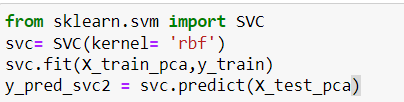 from sklearn.svm import SVC
svc= SVC(kernel= 'rbf')
svc.fit(X_train_pca,y_train)
y_pred_svc2 = svc.predict(X_test_pca)